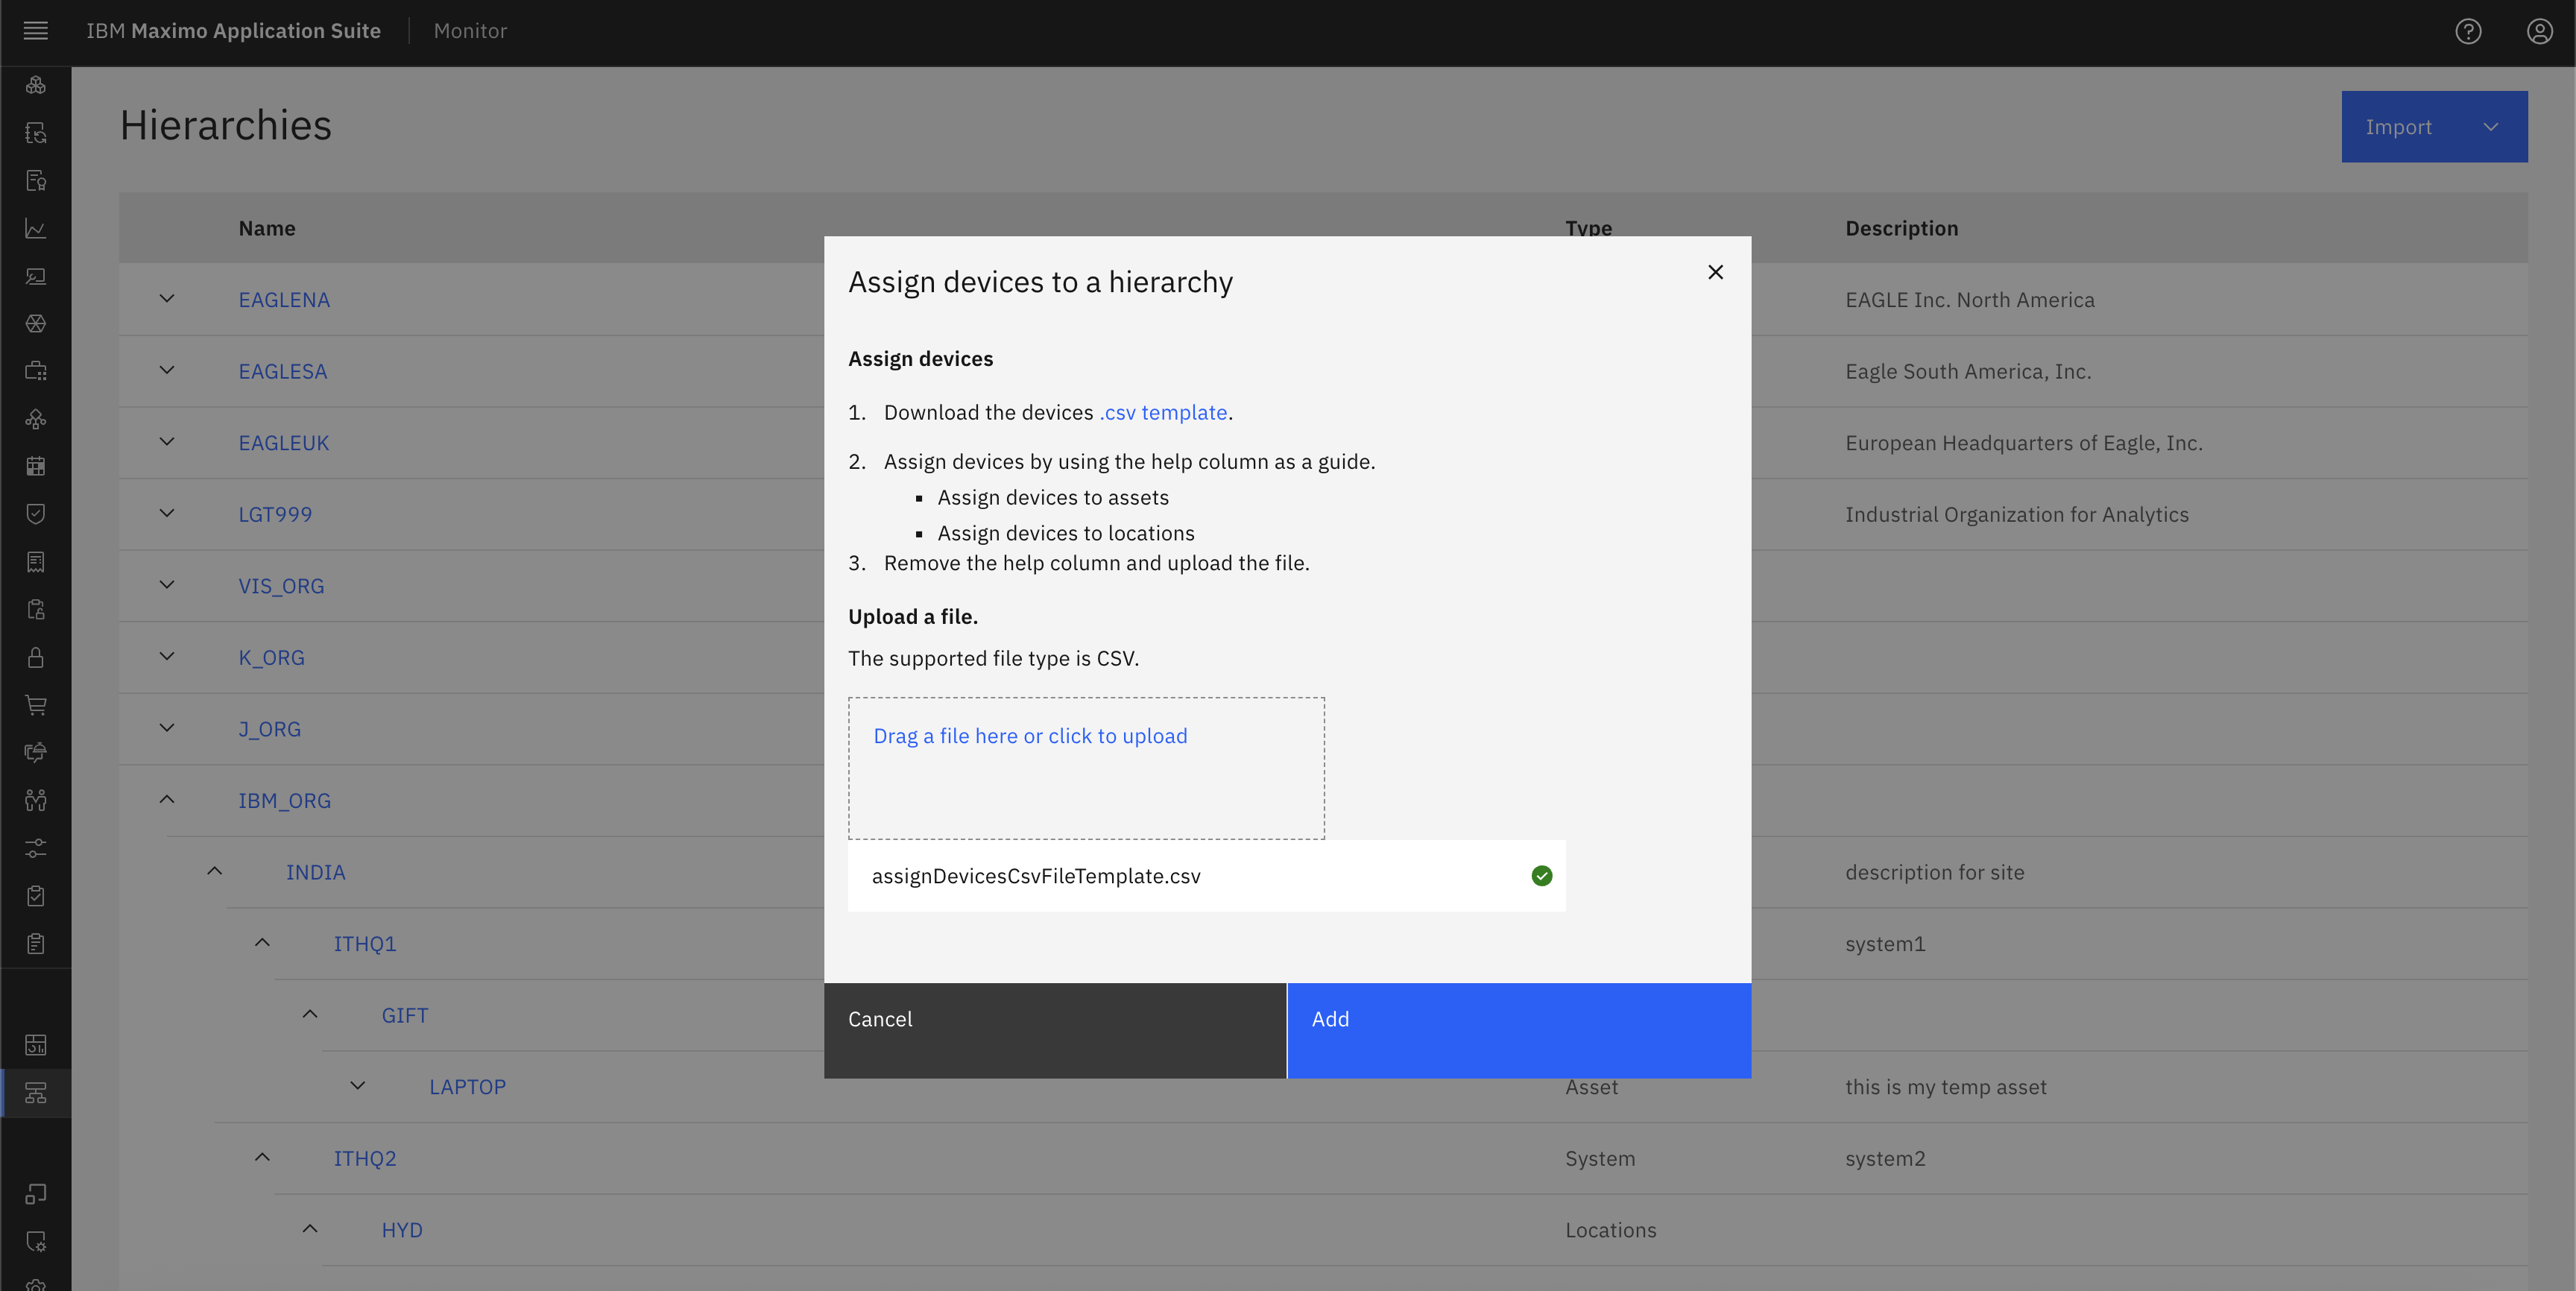 IBM Maximo Application Suite Monitor
Hierarchies
Import
Name Type Description
EAGLENA EAGLE Inc. North America
EAGLESA Eagle South America, Inc.
EAGLEUK European Headquarters of Eagle, Inc.
LGT999 Industrial Organization for Analytics
VIS_ORG
K_ORG
J_ORG
IBM_ORG
INDIA description for site
ITHQ1 system1
GIFT
LAPTOP Asset this is my temp asset
ITHQ2 System system2
HYD Locations
Assign devices to a hierarchy
Assign devices
1. Download the devices .csv template.
2. Assign devices by using the help column as a guide.
▪ Assign devices to assets
▪ Assign devices to locations
3. Remove the help column and upload the file.
Upload a file.
The supported file type is CSV.
Drag a file here or click to upload
assignDevicesCsvFileTemplate.csv
Cancel Add